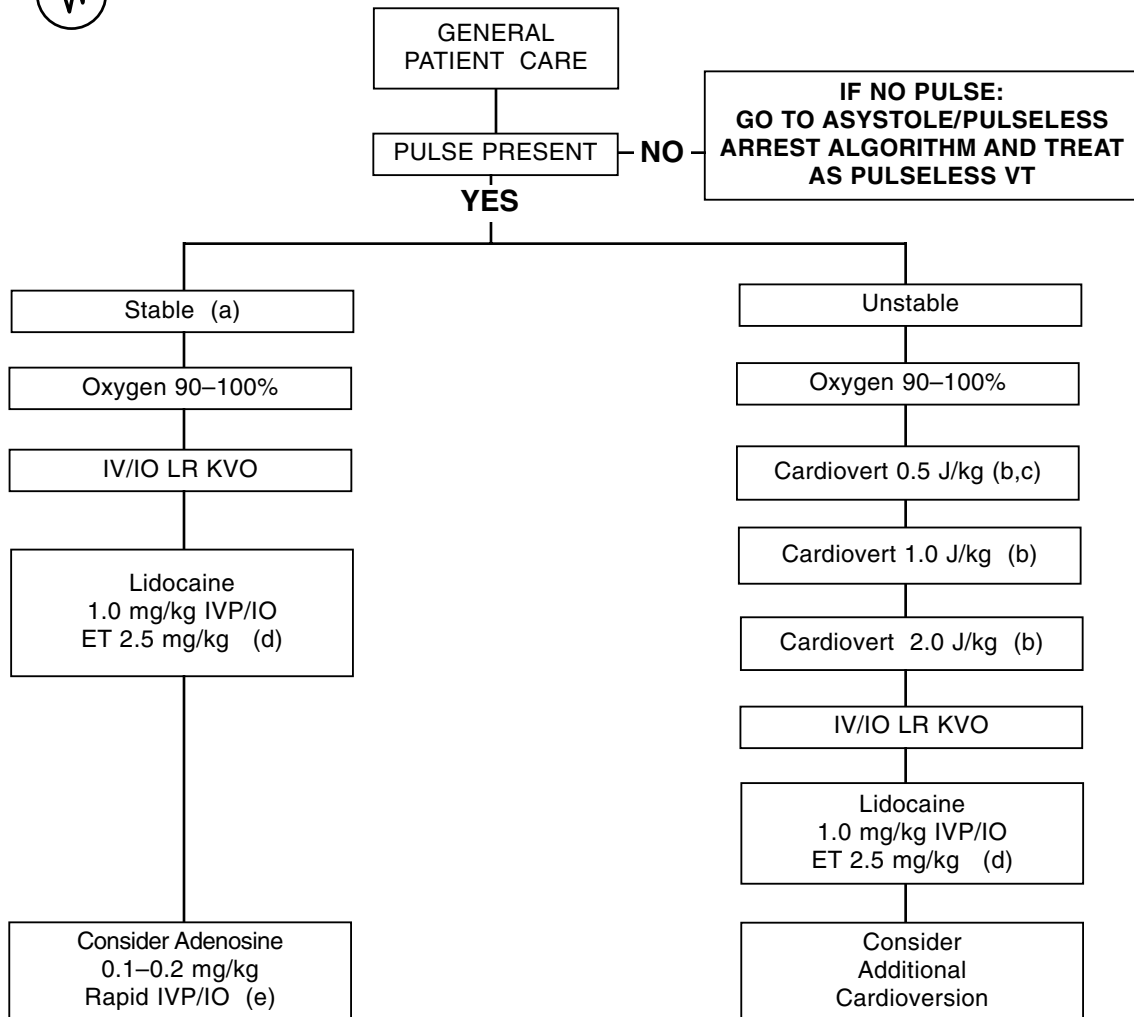 GENERAL
PATIENT CARE
IF NO PULSE:
GO TO ASYSTOLE/PULSELESS
ARREST ALGORITHM AND TREAT
AS PULSELESS VT
PULSE PRESENT
NO
YES
Stable (a)
Oxygen 90–100%
IV/IO LR KVO
Lidocaine
1.0 mg/kg IVP/IO
ET 2.5 mg/kg (d)
Consider Adenosine
0.1–0.2 mg/kg
Rapid IVP/IO (e)
Unstable
Oxygen 90–100%
Cardiovert 0.5 J/kg (b,c)
Cardiovert 1.0 J/kg (b)
Cardiovert 2.0 J/kg (b)
IV/IO LR KVO
Lidocaine
1.0 mg/kg IVP/IO
ET 2.5 mg/kg (d)
Consider
Additional
Cardioversion